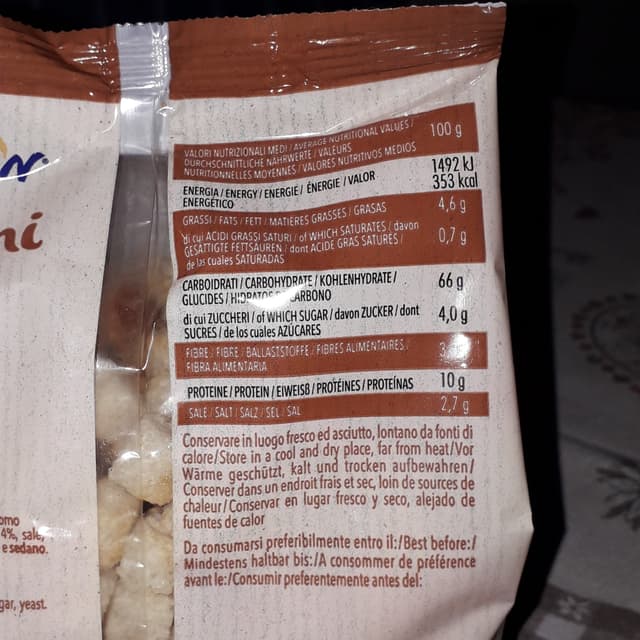 VALORI NUTRIZIONALI MEDI / AVERAGE NUTRITIONAL VALUES /
DURCHSCHNITTLICHE NÄHRWERTE / VALEURS
NUTRITIONNELLES MOYENNES / VALORES NUTRITIVOS MEDIOS
100 g
ENERGIA / ENERGY / ENERGIE / ÉNERGIE / VALOR
ENERGÉTICO
1492 kJ
353 kcal
GRASSI / FATS / FETT / MATIÈRES GRASSES / GRASAS
4,6 g
di cui ACIDI GRASSI SATURI / of WHICH SATURATES / davon
GESÄTTIGTE FETTSÄUREN / dont ACIDE GRAS SATURÉS /
de las cuales SATURADAS
0,7 g
CARBOIDRATI / CARBOHYDRATE / KOHLENHYDRATE /
GLUCIDES /
66 g
di cui ZUCCHERI / of WHICH SUGAR / davon ZUCKER / dont
SUCRES / de los cuales AZÚCARES
4,0 g
FIBRE / FIBRE / BALLASTSTOFFE / FIBRES ALIMENTAIRES /
FIBRA ALIMENTARIA
PROTEINE / PROTEIN / EIWEISß / PROTÉINES / PROTEÍNAS
10 g
SALE / SALT / SALZ / SEL / SAL
2,7 g
Conservare in luogo fresco ed asciutto, lontano da fonti di
calore/Store in a cool and dry place, far from heat/Vor
Wärme geschützt, kalt und trocken aufbewahren/
Conserver dans un endroit frais et sec, loin de sources de
chaleur/Conservar en lugar fresco y seco, alejado de
fuentes de calor
Da consumarsi preferibilmente entro il:/Best before:/
Mindestens haltbar bis:/A consommer de préférence
avant le:/Consumir preferentemente antes del:
ni
omo
4%, sale,
e sedano.
gar, yeast.